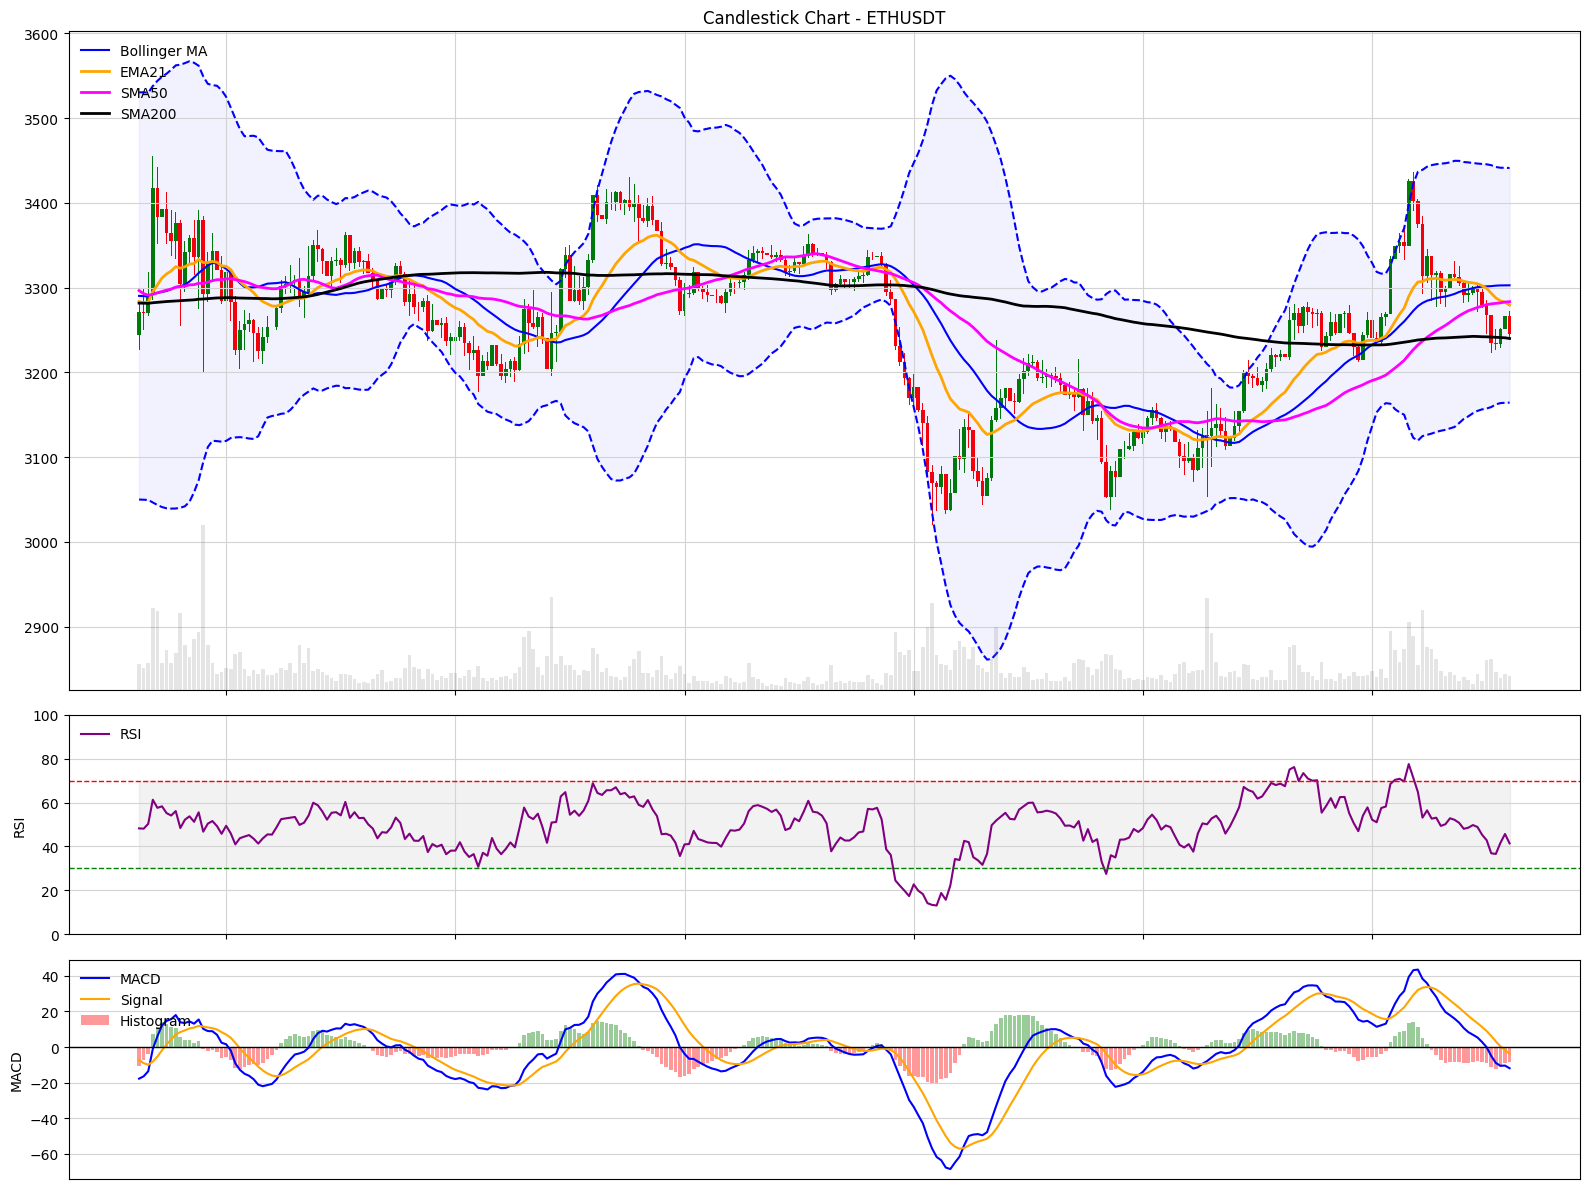 Candlestick Chart - ETHUSDT
Bollinger MA
EMA21
SMA50
SMA200
3600
3500
3400
3300
3200
3100
3000
2900
RSI
100
80
60
40
20
0
RSI
MACD
Signal
Histogram
40
20
0
−20
−40
−60
MACD